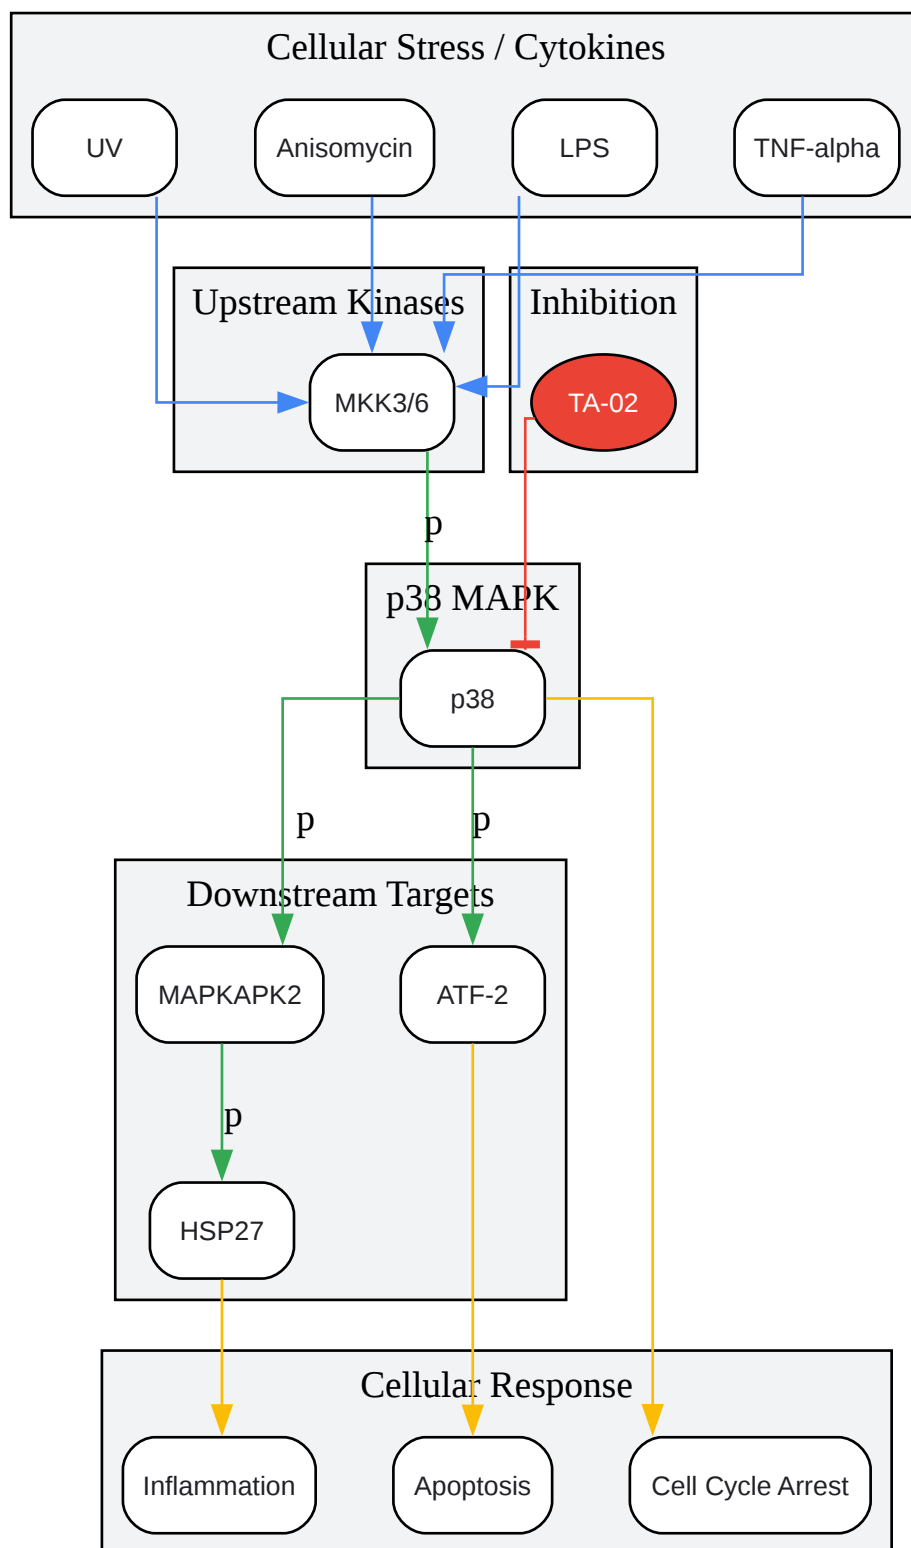 Cellular Stress / Cytokines
UV
Anisomycin
LPS
TNF-alpha
Upstream Kinases
Inhibition
MKK3/6
TA-02
p
p38 MAPK
p38
p
p
Downstream Targets
MAPKAPK2
ATF-2
p
HSP27
Cellular Response
Inflammation
Apoptosis
Cell Cycle Arrest